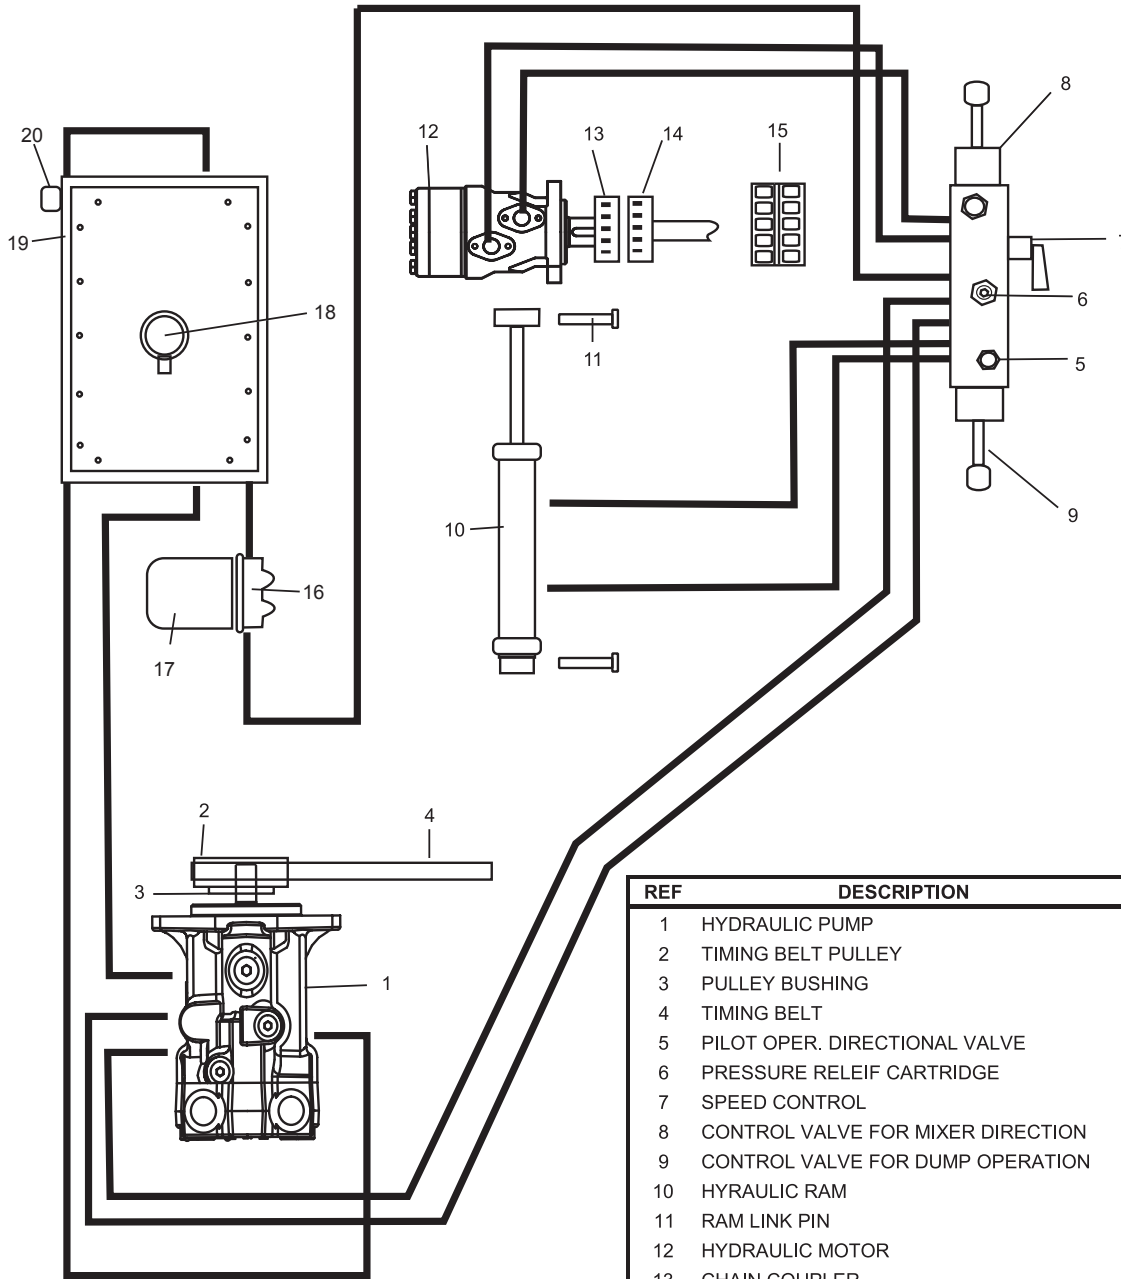 8
20
12
13
14
15
19
18
6
11
5
10
9
16
17
2
4
3
1
REF DESCRIPTION
1 HYDRAULIC PUMP
2 TIMING BELT PULLEY
3 PULLEY BUSHING
4 TIMING BELT
5 PILOT OPER. DIRECTIONAL VALVE
6 PRESSURE RELEIF CARTRIDGE
7 SPEED CONTROL
8 CONTROL VALVE FOR MIXER DIRECTION
9 CONTROL VALVE FOR DUMP OPERATION
10 HYRAULIC RAM
11 RAM LINK PIN
12 HYDRAULIC MOTOR
13 CHAIN COUPLER